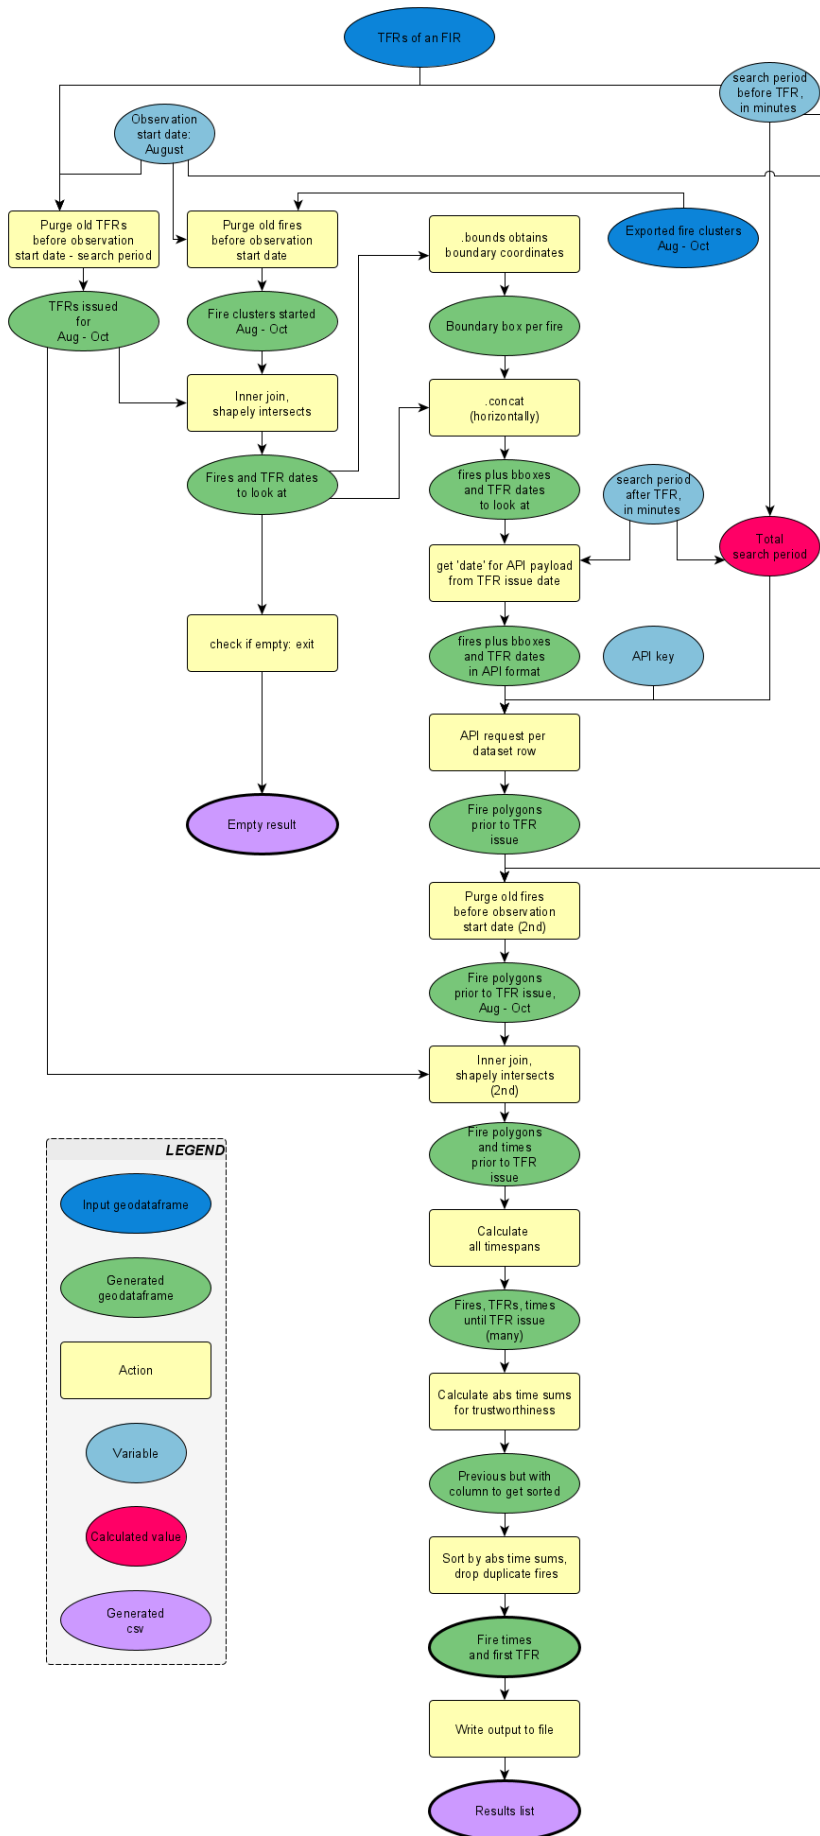 TFRs of an FIR
search period
before TFR,
in minutes
Observation
start date:
August
Purge old TFRs
before observation
start date - search period
Purge old fires
before observation
start date
.bounds obtains
boundary coordinates
Exported fire clusters
Aug - Oct
TFRs issued
for
Aug - Oct
Fire clusters started
Aug - Oct
Boundary box per fire
Inner join,
shapely intersects
.concat
(horizontally)
Fires and TFR dates
to look at
fires plus bboxes
and TFR dates
to look at
search period
after TFR,
in minutes
Total
search period
get 'date' for API payload
from TFR issue date
check if empty: exit
fires plus bboxes
and TFR dates
in API format
API key
API request per
dataset row
Empty result
Fire polygons
prior to TFR
issue
Purge old fires
before observation
start date (2nd)
Fire polygons
prior to TFR issue,
Aug - Oct
Inner join,
shapely intersects
(2nd)
Fire polygons
and times
prior to TFR
issue
Calculate
all timespans
Fires, TFRs, times
until TFR issue
(many)
Calculate abs time sums
for trustworthiness
Previous but with
column to get sorted
Sort by abs time sums,
drop duplicate fires
Fire times
and first TFR
Write output to file
Results list
LEGEND
Input geodataframe
Generated
geodataframe
Action
Variable
Calculated value
Generated
csv